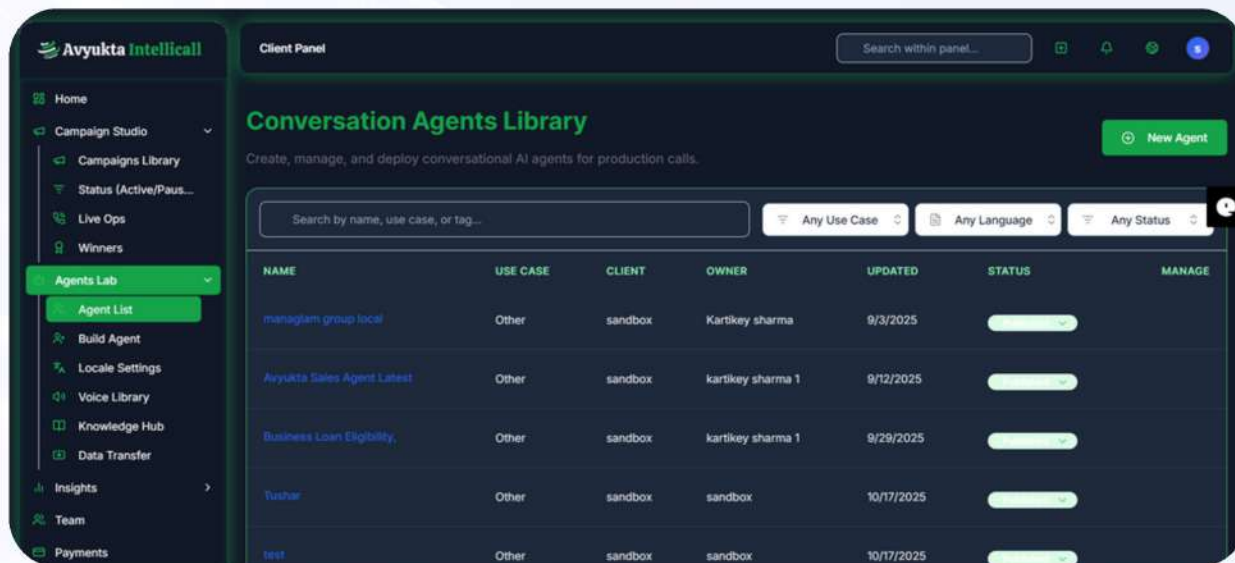 Avyukta Intellicall
Client Panel
Search within panel...
s
Home
Campaign Studio
Campaigns Library
Status (Active/Paus...
Live Ops
Winners
Agents Lab
Agent List
Build Agent
Locale Settings
Voice Library
Knowledge Hub
Data Transfer
Insights
Team
Payments
Conversation Agents Library
New Agent
Create, manage, and deploy conversational AI agents for production calls.
Search by name, use case, or tag...
Any Use Case
Any Language
Any Status
NAME USE CASE CLIENT OWNER UPDATED STATUS MANAGE
managlam group local Other sandbox Kartikey sharma 9/3/2025
Avyukta Sales Agent Latest Other sandbox kartikey sharma 1 9/12/2025
Business Loan Eligibility, Other sandbox kartikey sharma 1 9/29/2025
Tushar Other sandbox sandbox 10/17/2025
test Other sandbox sandbox 10/17/2025